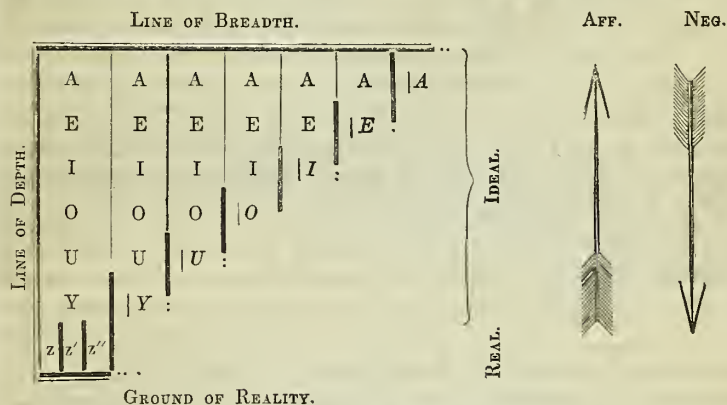 LINE OF BREADTH.
AFF. NEG.
A A A A A A |A
E E E E E |E :
I I I I |I :
O O O |O
U U |U :
Y |Y :
z z′ z″
GROUND OF REALITY.
LINE OF DEPTH.
IDEAL.
REAL.